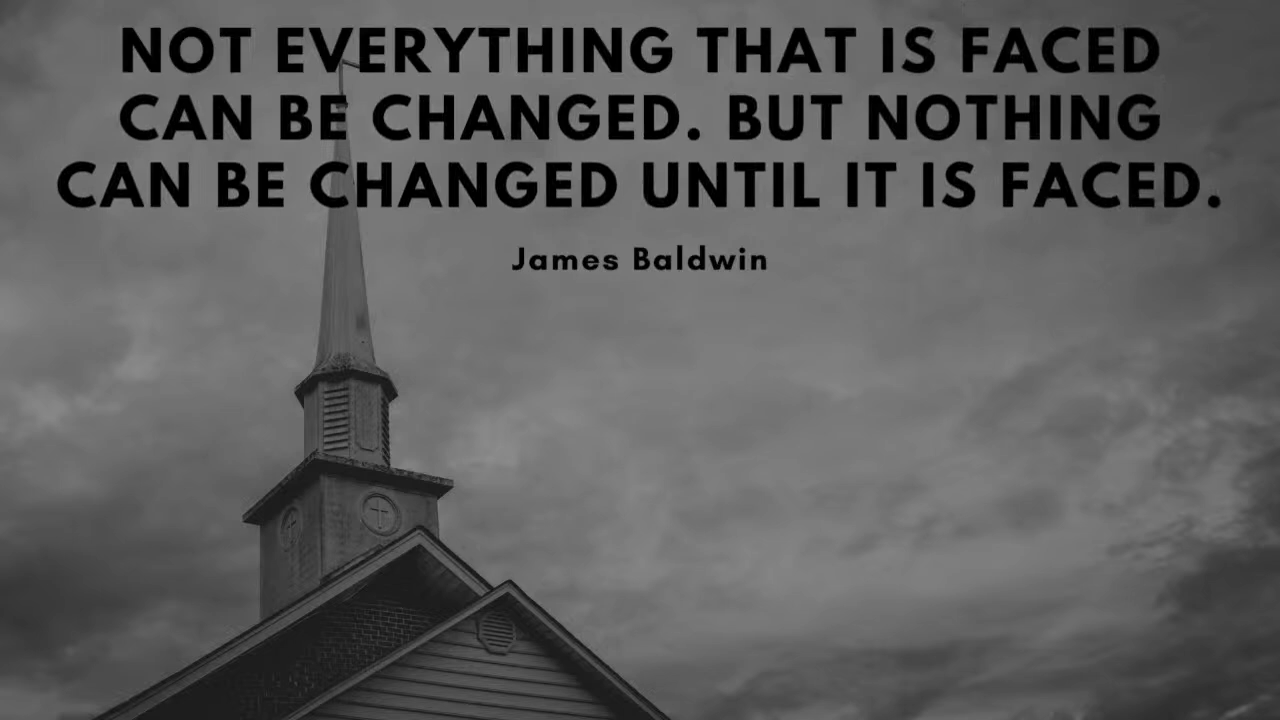 NOT EVERYTHING THAT IS FACED
CAN BE CHANGED. BUT NOTHING
CAN BE CHANGED UNTIL IT IS FACED.
James Baldwin